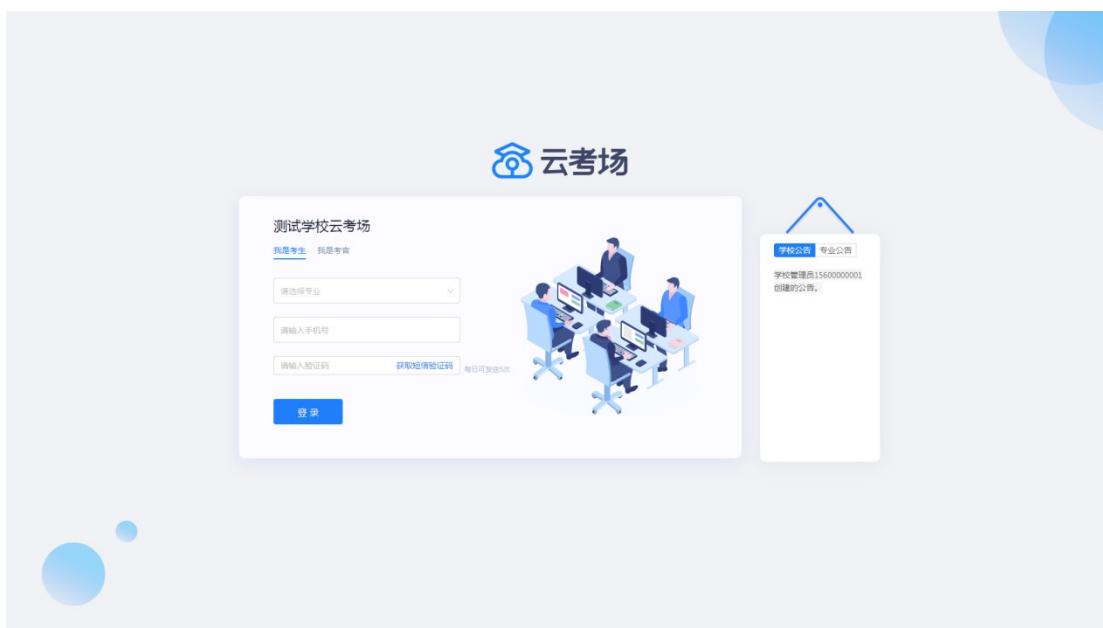 云考场
测试学校云考场
我是考生 我是考官
请选择专业
请输入手机号
请输入验证码 获取短信验证码 每日可发送5次
登录
学校公告 专业公告
学校管理员15600000001
创建的公告。